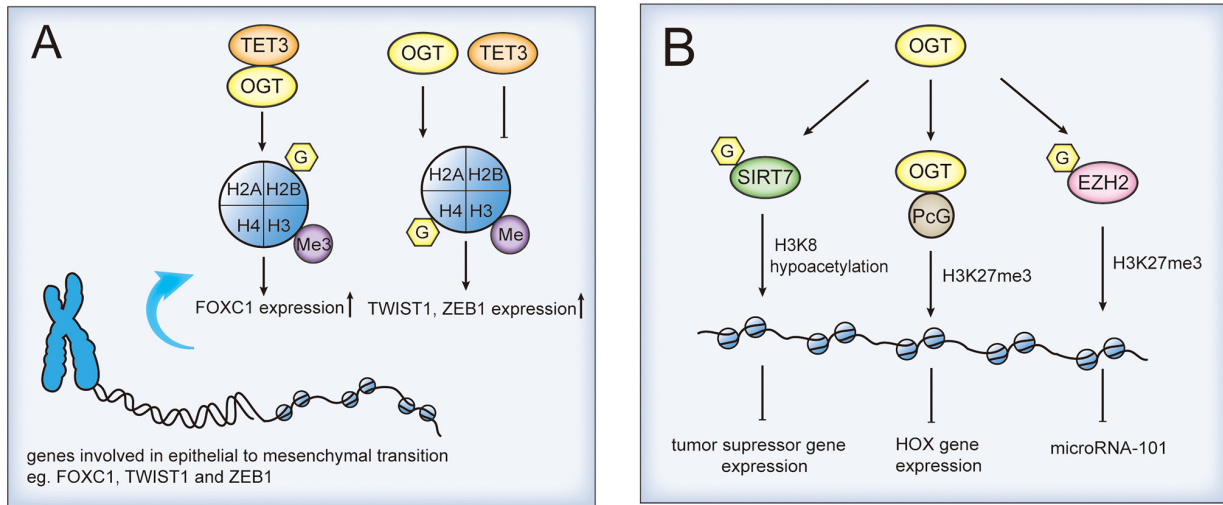 A
TET3
OGT
G
H2A
H2B
H4
H3
Me3
FOXC1 expression
OGT
TET3
H2A
H2B
H4
H3
G
Me
TWIST1, ZEB1 expression
genes involved in epithelial to mesenchymal transition
eg. FOXC1, TWIST1 and ZEB1
B
OGT
G
SIRT7
H3K8
hypoacetylation
tumor supressor gene
expression
OGT
PcG
H3K27me3
HOX gene
expression
G
EZH2
H3K27me3
microRNA-101